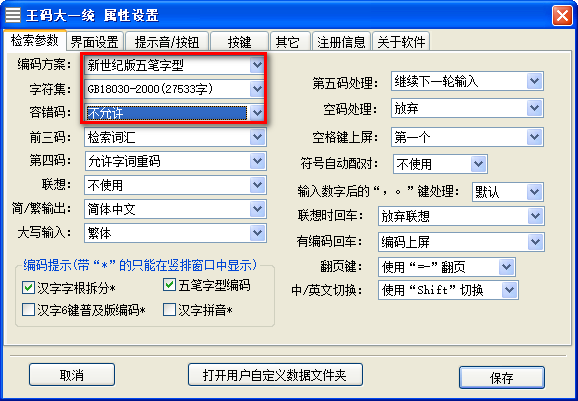 王码大一统 属性设置
检索参数 界面设置 提示音/按钮 按键 其它 注册信息 关于软件
编码方案: 新世纪版五笔字型
字符集: GB18030-2000(27533字)
容错码: 不允许
前三码: 检索词汇
第四码: 允许字词重码
联想: 不使用
简/繁输出: 简体中文
大写输入: 繁体
编码提示(带“*”的只能在竖排窗口中显示)
汉字字根拆分* 五笔字型编码
汉字6键普及版编码* 汉字拼音*
第五码处理: 继续下一轮输入
空码处理: 放弃
空格键上屏: 第一个
符号自动配对: 不使用
输入数字后的“，。”键处理: 默认
联想时回车: 放弃联想
有编码回车: 编码上屏
翻页键: 使用“=-”翻页
中/英文切换: 使用“Shift”切换
取消 打开用户自定义数据文件夹 保存